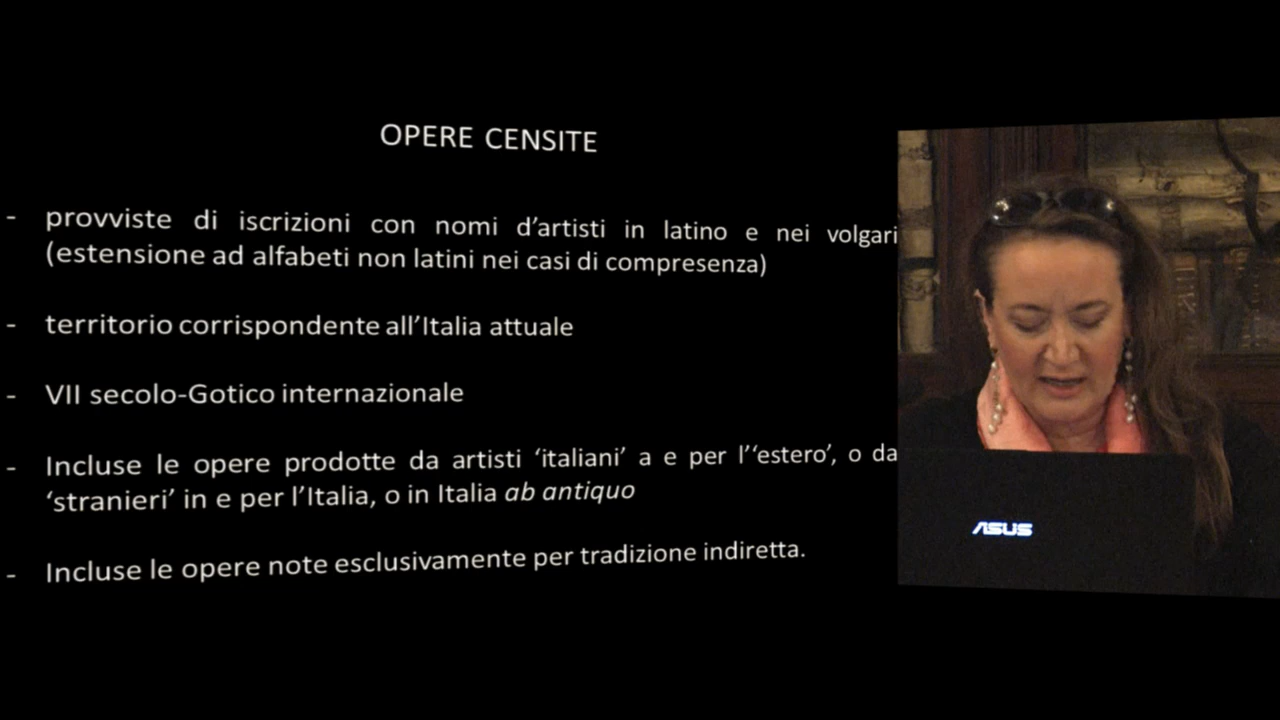 OPERE CENSITE
- provviste di iscrizioni con nomi d’artisti in latino e nei volgari
(estensione ad alfabeti non latini nei casi di compresenza)
- territorio corrispondente all’Italia attuale
- VII secolo-Gotico internazionale
- Incluse le opere prodotte da artisti ‘italiani’ a e per l’‘estero’, o da
‘stranieri’ in e per l’Italia, o in Italia ab antiquo
- Incluse le opere note esclusivamente per tradizione indiretta.
ASUS